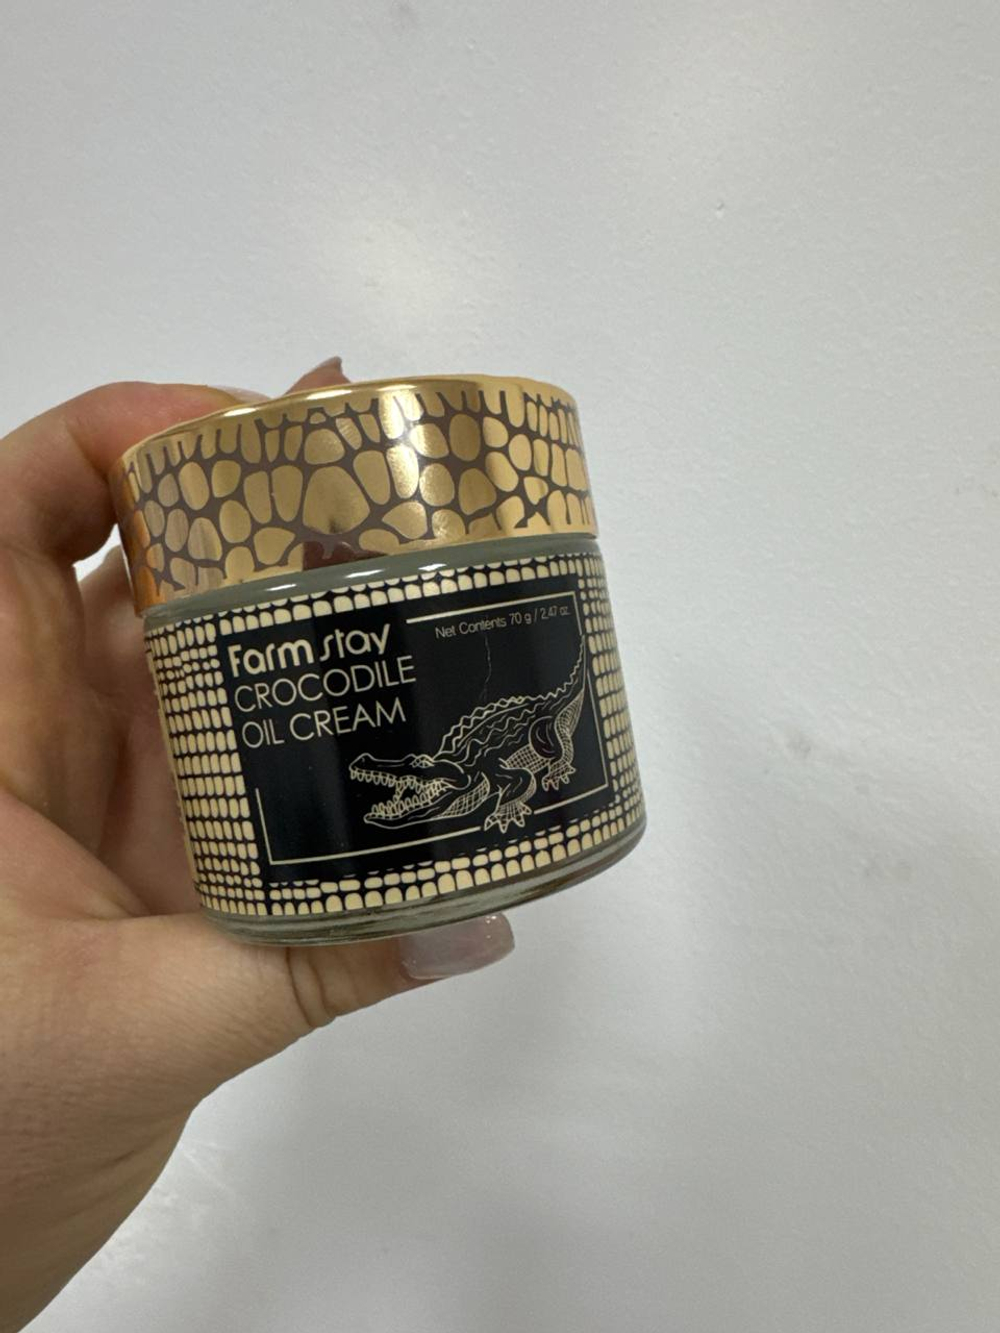 Farm stay
CROCODILE
OIL CREAM
Net Contents 70 g / 2.47 oz.